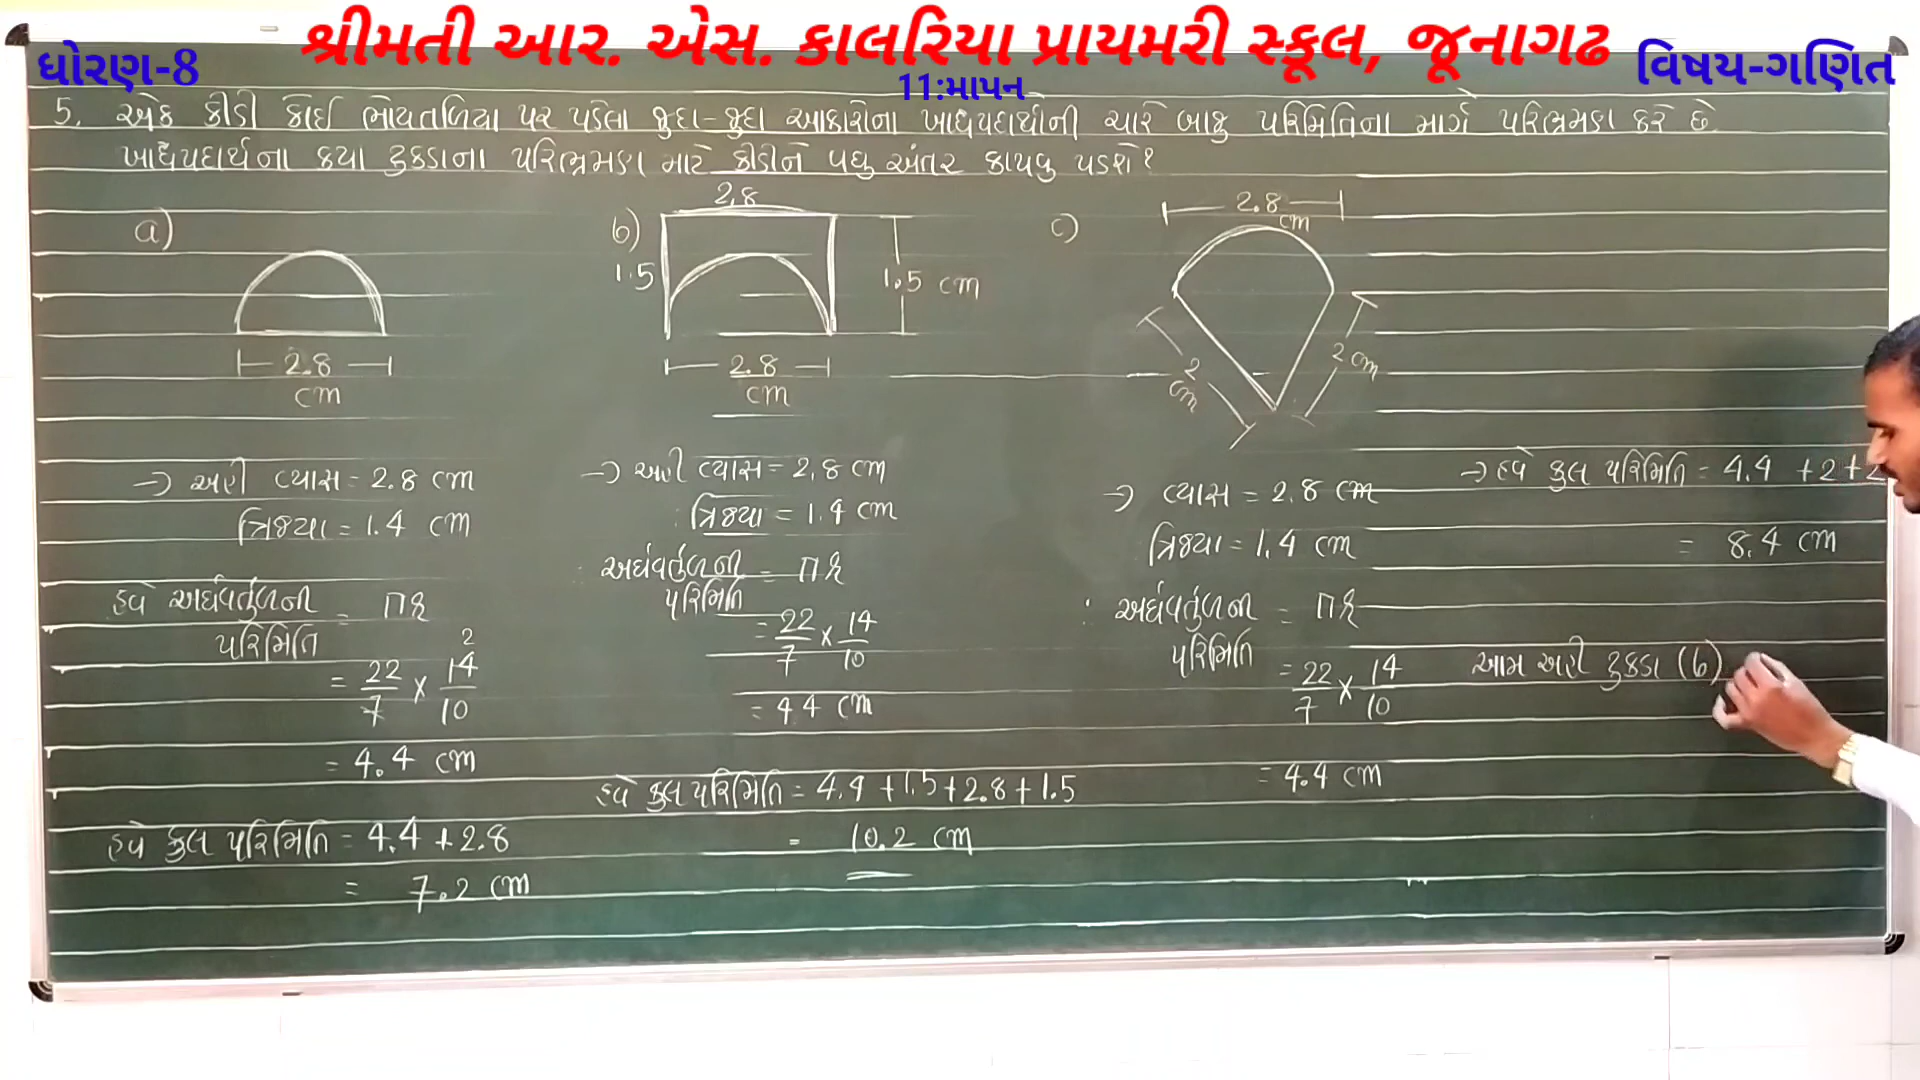 શ્રીમતી આર. એસ. કાલરિયા પ્રાયમરી સ્કૂલ, જૂનાગઢ
ધોરણ-8
11:માપન
વિષય-ગણિત
5. એક કીડી કોઈ ભોંયતળિયા પર પડેલા જુદા-જુદા આકારોના ખાદ્યપદાર્થોની ચારે બાજુ પરિમિતિના માર્ગે પરિભ્રમણ કરે છે.
ખાદ્યપદાર્થના કયા ટુકડાના પરિભ્રમણ માટે કીડીને વધુ અંતર કાપવુ પડશે?
a)
2.8
cm
b)
2.8
1.5
1.5 cm
2.8
cm
c)
2.8
cm
2
cm
2 cm
→ અહી વ્યાસ = 2.8 cm
ત્રિજ્યા = 1.4 cm
હવે અર્ધવર્તુળની પરિમિતિ = πr
= 22/7 × 14/10
2
= 4.4 cm
હવે કુલ પરિમિતિ = 4.4 + 2.8
= 7.2 cm
→ અહી વ્યાસ = 2.8 cm
ત્રિજ્યા = 1.4 cm
અર્ધવર્તુળની પરિમિતિ = πr
= 22/7 × 14/10
= 4.4 cm
હવે કુલ પરિમિતિ = 4.4 + 1.5 + 2.8 + 1.5
= 10.2 cm
→ વ્યાસ = 2.8 cm
ત્રિજ્યા = 1.4 cm
: અર્ધવર્તુળની પરિમિતિ = πr
= 22/7 × 14/10
= 4.4 cm
→ હવે કુલ પરિમિતિ = 4.4 + 2 + 2
= 8.4 cm
આમ અહી ટુકડા (b)